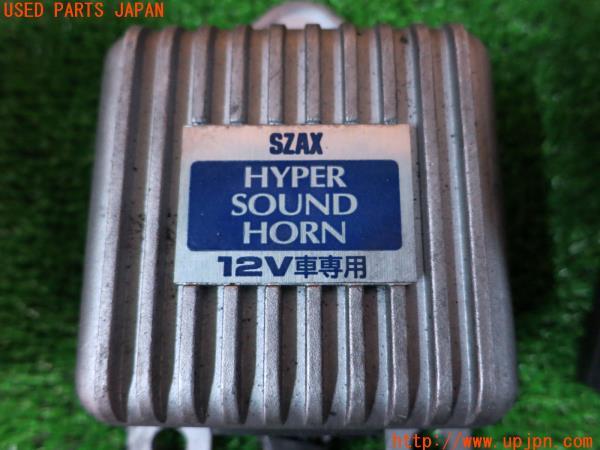 USED PARTS JAPAN
SZAX
HYPER
SOUND
HORN
12V車専用
http://www.upjpn.com/